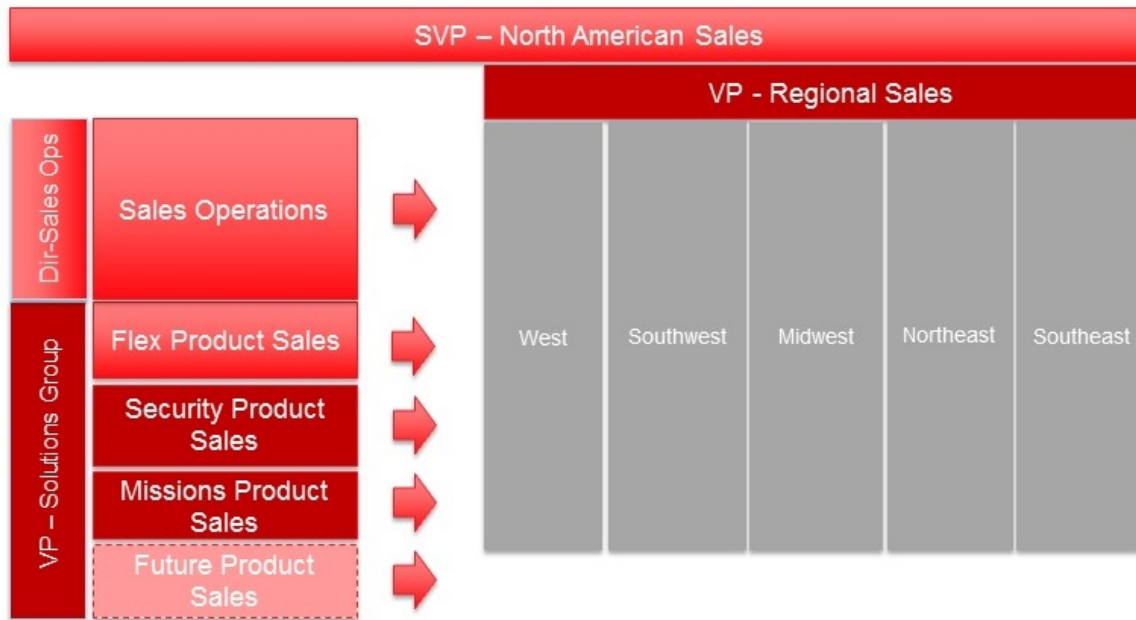 SVP – North American Sales
VP - Regional Sales
Dir-Sales Ops
Sales Operations
VP – Solutions Group
Flex Product Sales
Security Product
Sales
Missions Product
Sales
Future Product
Sales
West
Southwest
Midwest
Northeast
Southeast